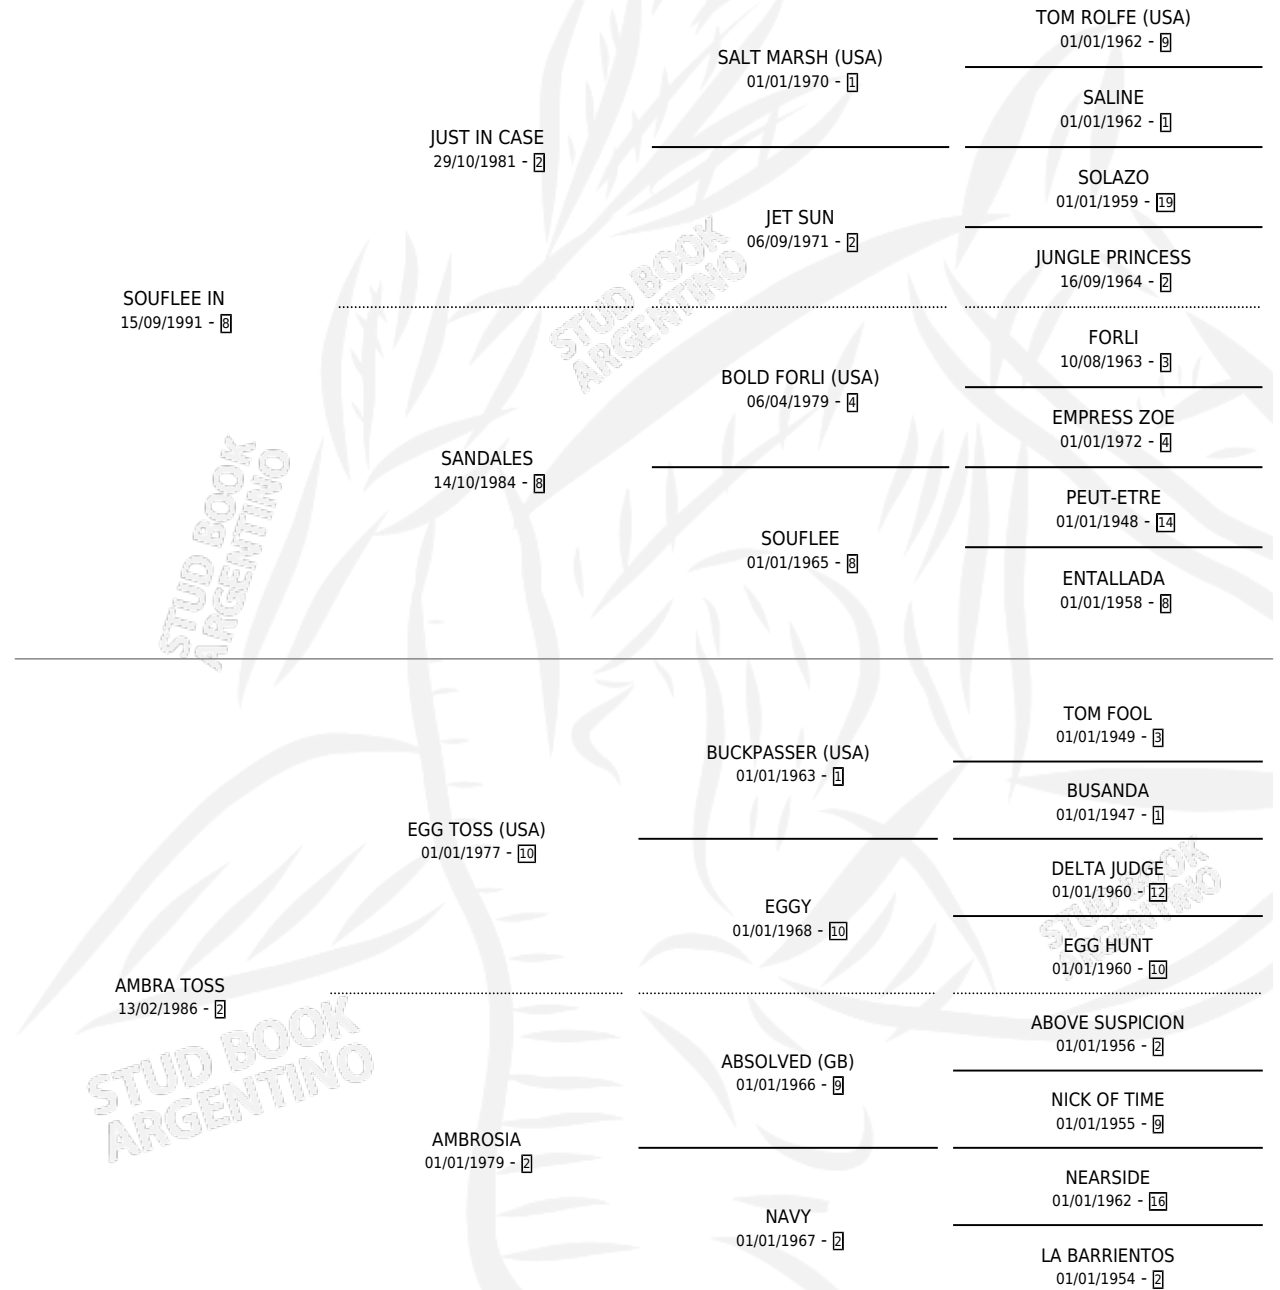 TOM ROLFE (USA)
01/01/1962 - 9
SALT MARSH (USA)
01/01/1970 - 1
SALINE
01/01/1962 - 1
JUST IN CASE
29/10/1981 - 2
SOLAZO
01/01/1959 - 19
JET SUN
06/09/1971 - 2
JUNGLE PRINCESS
16/09/1964 - 2
SOUFLEE IN
15/09/1991 - 8
FORLI
10/08/1963 - 3
BOLD FORLI (USA)
06/04/1979 - 4
EMPRESS ZOE
01/01/1972 - 4
SANDALES
14/10/1984 - 8
PEUT-ETRE
01/01/1948 - 14
SOUFLEE
01/01/1965 - 8
ENTALLADA
01/01/1958 - 8
TOM FOOL
01/01/1949 - 3
BUCKPASSER (USA)
01/01/1963 - 1
BUSANDA
01/01/1947 - 1
EGG TOSS (USA)
01/01/1977 - 10
DELTA JUDGE
01/01/1960 - 12
EGGY
01/01/1968 - 10
EGG HUNT
01/01/1960 - 10
AMBRA TOSS
13/02/1986 - 2
ABOVE SUSPICION
01/01/1956 - 2
ABSOLVED (GB)
01/01/1966 - 9
NICK OF TIME
01/01/1955 - 9
AMBROSIA
01/01/1979 - 2
NEARSIDE
01/01/1962 - 16
NAVY
01/01/1967 - 2
LA BARRIENTOS
01/01/1954 - 2
STUD BOOK
ARGENTINO
STUD BOOK
ARGENTINO
STUD BOOK
ARGENTINO
STUD BOOK
ARGENTINO